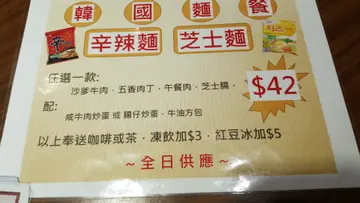 韓國麵餐
辛辣麵 芝士麵
任選一款:
沙爹牛肉．五香肉丁．午餐肉．芝士腸．
配:
咸牛肉炒蛋 或 腸仔炒蛋．牛油方包
$42
以上奉送咖啡或茶．凍飲加$3．紅豆冰加$5
～全日供應～